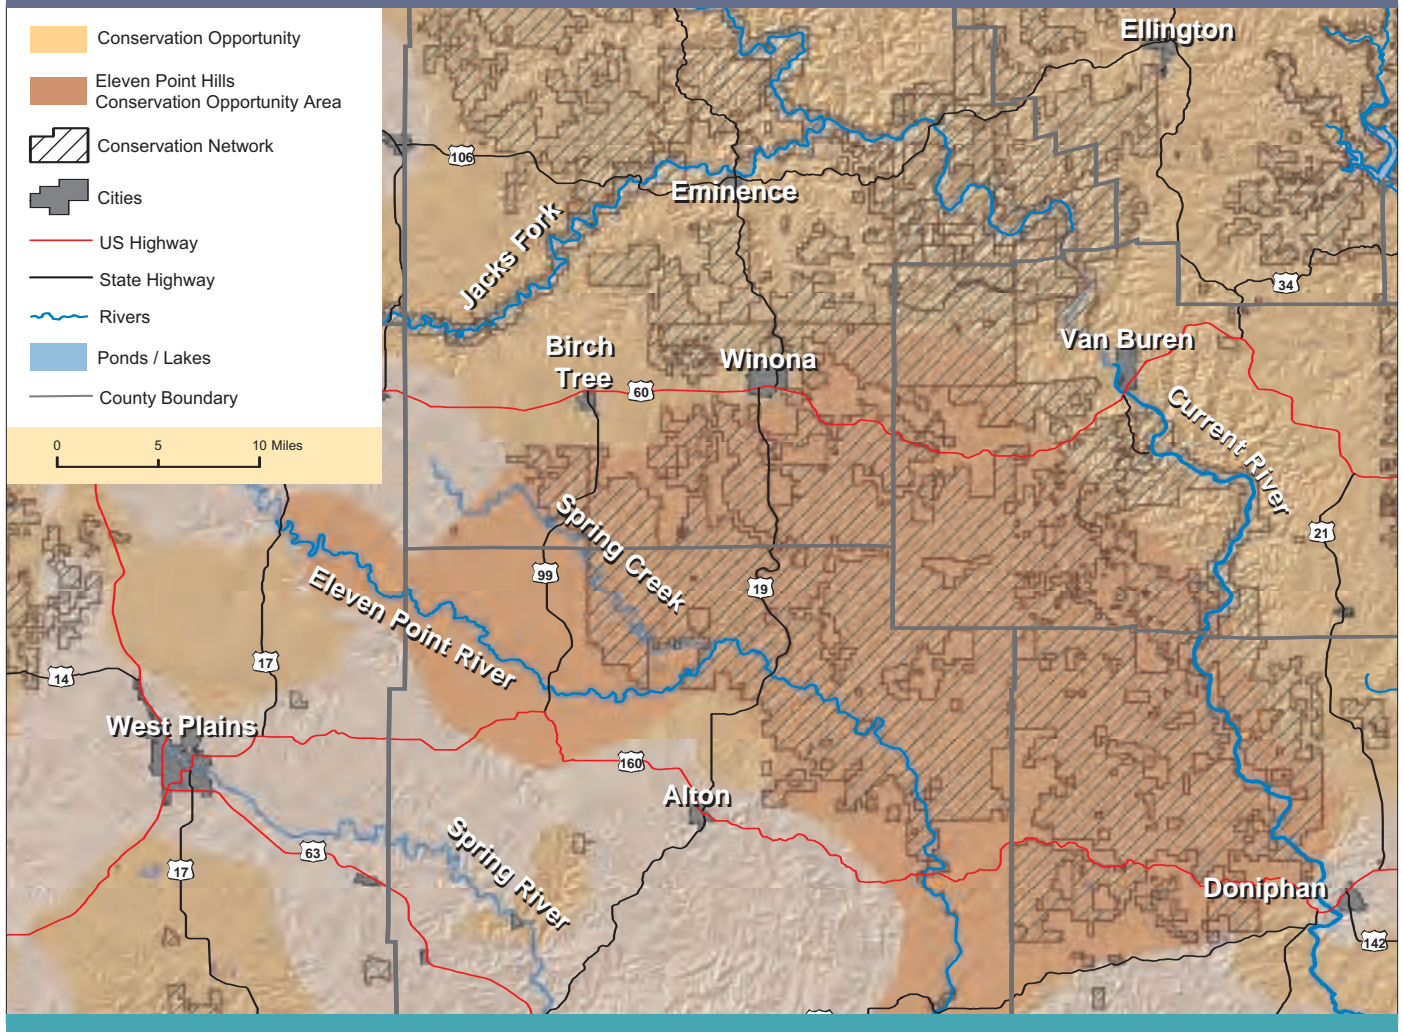 Conservation Opportunity
Eleven Point Hills
Conservation Opportunity Area
Conservation Network
Cities
US Highway
State Highway
Rivers
Ponds / Lakes
County Boundary
0 5 10 Miles
Ellington
106
Eminence
Jacks Fork
34
Birch
Tree
Winona
Van Buren
60
Current River
Spring Creek
21
99
19
Eleven Point River
17
14
West Plains
160
Alton
Spring River
63
17
Doniphan
142